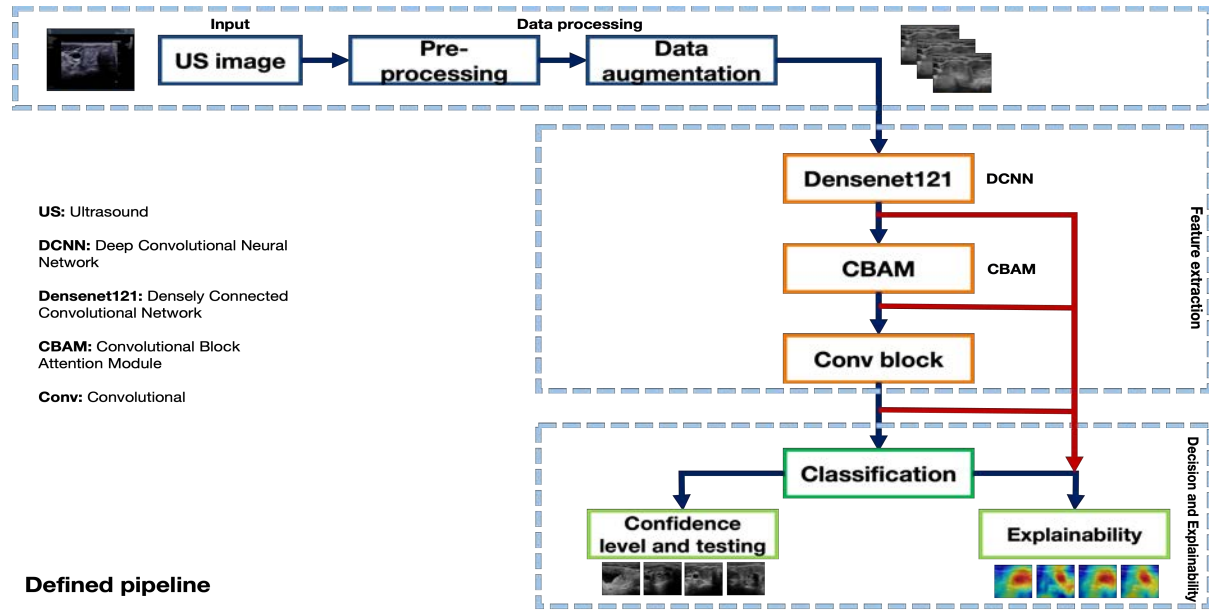 Input
Data processing
US image
Pre-
processing
Data
augmentation
Densenet121
DCNN
CBAM
CBAM
Conv block
Feature extraction
US: Ultrasound
DCNN: Deep Convolutional Neural
Network
Densenet121: Densely Connected
Convolutional Network
CBAM: Convolutional Block
Attention Module
Conv: Convolutional
Classification
Confidence
level and testing
Explainability
Decision and Explainability
Defined pipeline